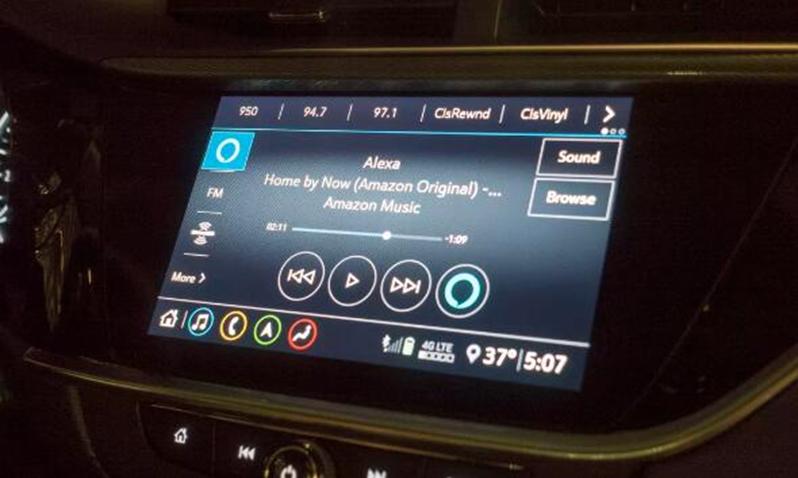 950 94.7 97.1 ClsRewnd ClsVinyl
Alexa
Sound
Home by Now (Amazon Original) -...
Amazon Music
Browse
FM
02:11 -1:09
More
4G LTE
37° 5:07